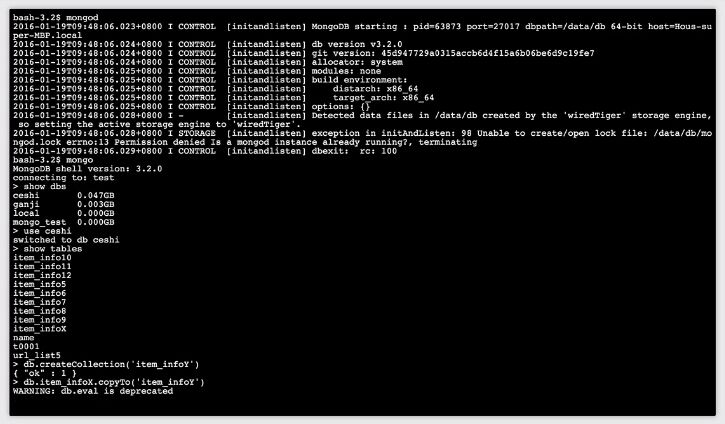 bash-3.2$ mongod
2016-01-19T09:48:06.023+0800 I CONTROL  [initandlisten] MongoDB starting : pid=63873 port=27017 dbpath=/data/db 64-bit host=Hous-su
per-MBP.local
2016-01-19T09:48:06.024+0800 I CONTROL  [initandlisten] db version v3.2.0
2016-01-19T09:48:06.024+0800 I CONTROL  [initandlisten] git version: 45d947729a0315accb6d4f15a6b06be6d9c19fe7
2016-01-19T09:48:06.024+0800 I CONTROL  [initandlisten] allocator: system
2016-01-19T09:48:06.025+0800 I CONTROL  [initandlisten] modules: none
2016-01-19T09:48:06.025+0800 I CONTROL  [initandlisten] build environment:
2016-01-19T09:48:06.025+0800 I CONTROL  [initandlisten]     distarch: x86_64
2016-01-19T09:48:06.025+0800 I CONTROL  [initandlisten]     target_arch: x86_64
2016-01-19T09:48:06.025+0800 I CONTROL  [initandlisten] options: {}
2016-01-19T09:48:06.028+0800 I -        [initandlisten] Detected data files in /data/db created by the 'wiredTiger' storage engine,
 so setting the active storage engine to 'wiredTiger'.
2016-01-19T09:48:06.028+0800 I STORAGE  [initandlisten] exception in initAndListen: 98 Unable to create/open lock file: /data/db/mo
ngod.lock errno:13 Permission denied Is a mongod instance already running?, terminating
2016-01-19T09:48:06.029+0800 I CONTROL  [initandlisten] dbexit:  rc: 100
bash-3.2$ mongo
MongoDB shell version: 3.2.0
connecting to: test
> show dbs
ceshi       0.047GB
ganji       0.003GB
local       0.000GB
mongo_test  0.000GB
> use ceshi
switched to db ceshi
> show tables
item_info10
item_info11
item_info12
item_info5
item_info6
item_info7
item_info8
item_info9
item_infoX
name
t0001
url_list5
> db.createCollection('item_infoY')
{ "ok" : 1 }
> db.item_infoX.copyTo('item_infoY')
WARNING: db.eval is deprecated